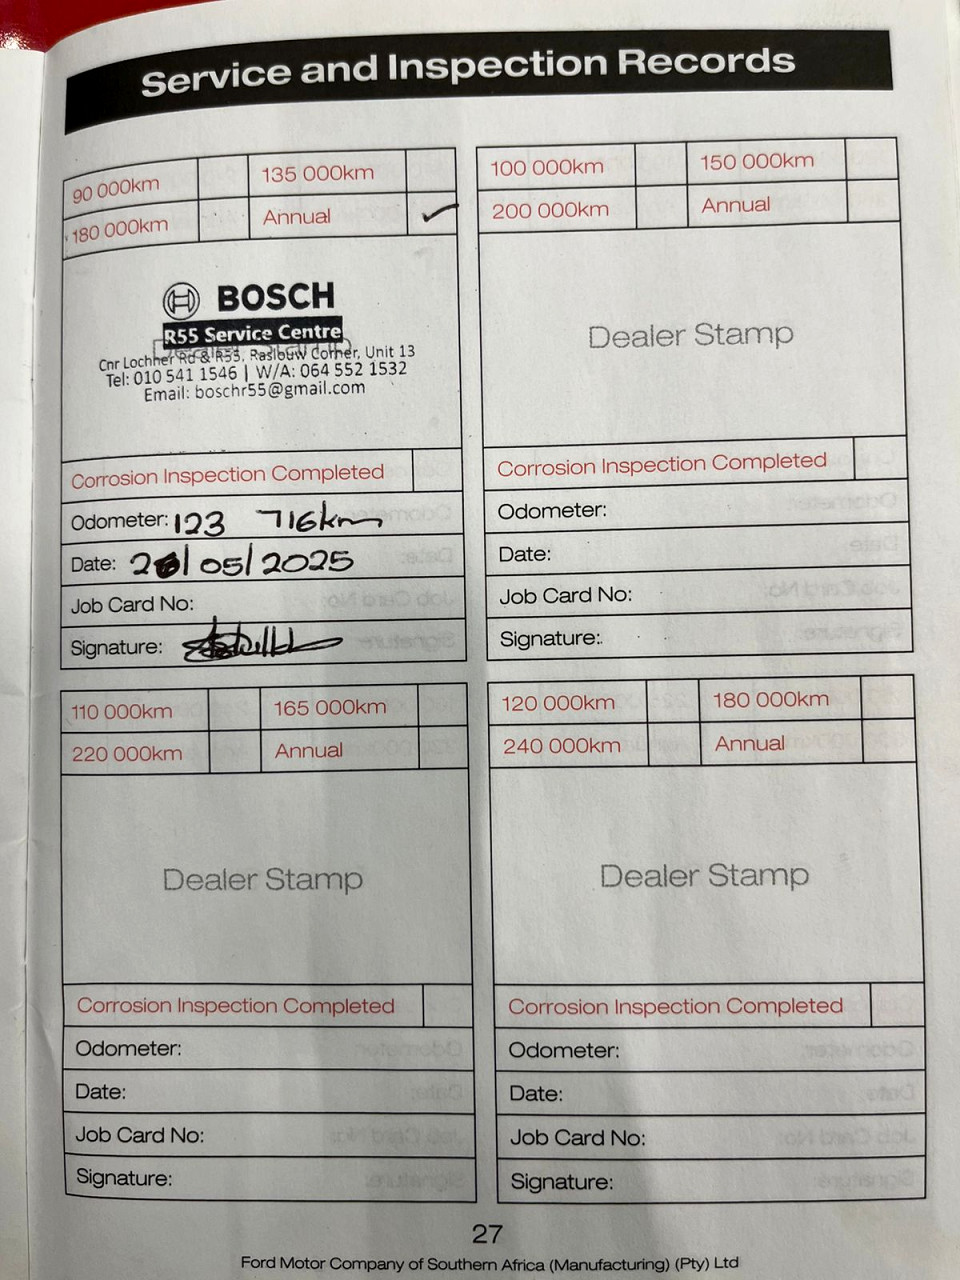 Service and Inspection Records
90 000km
135 000km
180 000km
Annual ✓
BOSCH
R55 Service Centre
Dealer Stamp
Cnr Lochner Rd & R55, Raslouw Corner, Unit 13
Tel: 010 541 1546 | W/A: 064 552 1532
Email: boschr55@gmail.com
Corrosion Inspection Completed
Odometer: 123 716km
Date: /05/2025
Job Card No:
Signature:
100 000km
150 000km
200 000km
Annual
Dealer Stamp
Corrosion Inspection Completed
Odometer:
Date:
Job Card No:
Signature:
110 000km
165 000km
220 000km
Annual
Dealer Stamp
Corrosion Inspection Completed
Odometer:
Date:
Job Card No:
Signature:
120 000km
180 000km
240 000km
Annual
Dealer Stamp
Corrosion Inspection Completed
Odometer:
Date:
Job Card No:
Signature:
27
Ford Motor Company of Southern Africa (Manufacturing) (Pty) Ltd